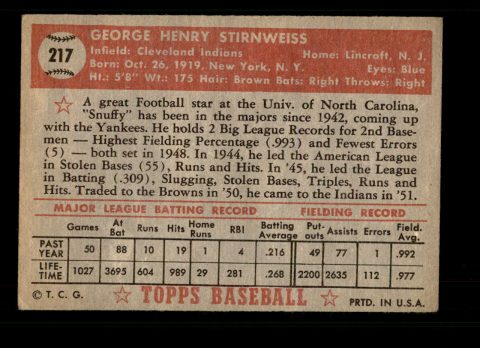 217
GEORGE HENRY STIRNWEISS
Infield: Cleveland Indians Home: Lincroft, N. J.
Born: Oct. 26, 1919, New York, N. Y. Eyes: Blue
Ht.: 5'8" Wt.: 175 Hair: Brown Bats: Right Throws: Right
A great Football star at the Univ. of North Carolina,
"Snuffy" has been in the majors since 1942, coming up
with the Yankees. He holds 2 Big League Records for 2nd Base-
men — Highest Fielding Percentage (.993) and Fewest Errors
(5) — both set in 1948. In 1944, he led the American League
in Stolen Bases (55), Runs and Hits. In '45, he led the League
in Batting (.309), Slugging, Stolen Bases, Triples, Runs and
Hits. Traded to the Browns in '50, he came to the Indians in '51.
MAJOR LEAGUE BATTING RECORD FIELDING RECORD
Games At Bat Runs Hits Home Runs RBI Batting Average Put-outs Assists Errors Field. Avg.
PAST YEAR 50 88 10 19 1 4 .216 49 77 1 .992
LIFE-TIME 1027 3695 604 989 29 281 .268 2200 2635 112 .977
© T. C. G. TOPPS BASEBALL PRTD. IN U.S.A.